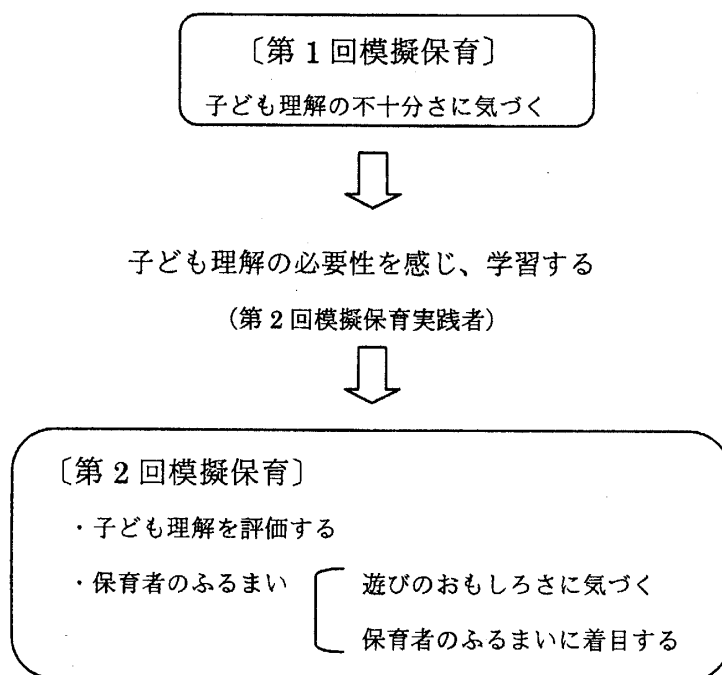 〔第1回模擬保育〕
子ども理解の不十分さに気づく
子ども理解の必要性を感じ、学習する
（第2回模擬保育実践者）
〔第2回模擬保育〕
・子ども理解を評価する
・保育者のふるまい
遊びのおもしろさに気づく
保育者のふるまいに着目する